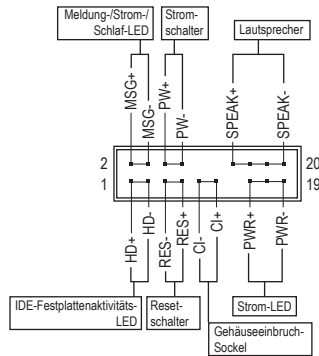 Meldung-/Strom-/
Schlaf-LED
Strom-
schalter
Lautsprecher
MSG+
MSG-
PW+
PW-
SPEAK+
SPEAK-
2
20
1
19
HD+
HD-
RES-
RES+
CI-
CI+
PWR+
PWR-
IDE-Festplattenaktivitäts-
LED
Reset-
schalter
Strom-LED
Gehäuseeinbruch-
Sockel